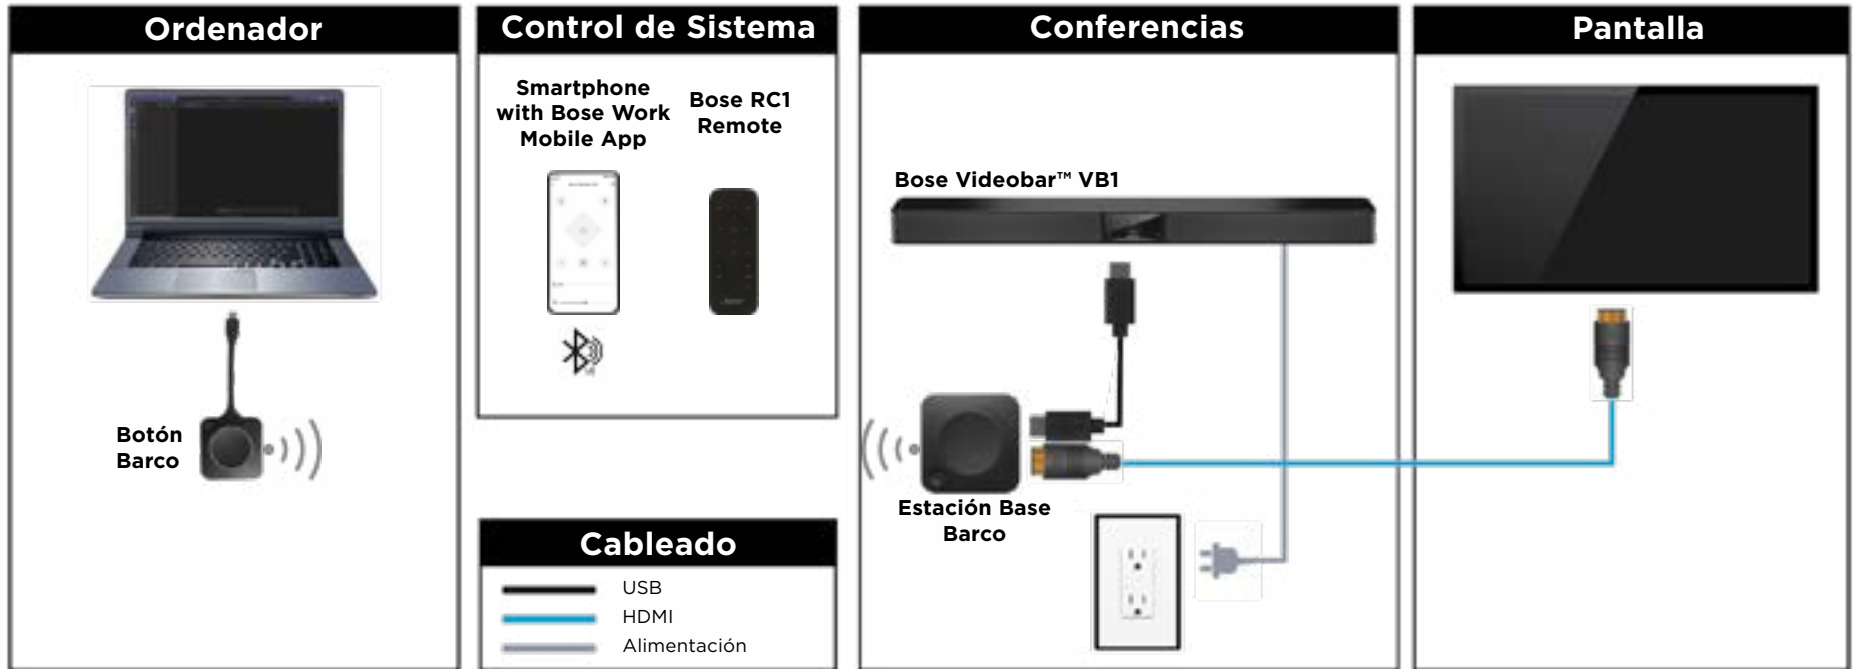 Ordenador
Botón
Barco
Control de Sistema
Smartphone
with Bose Work
Mobile App
Bose RC1
Remote
Cableado
USB
HDMI
Alimentación
Conferencias
Bose Videobar™ VB1
Estación Base
Barco
Pantalla